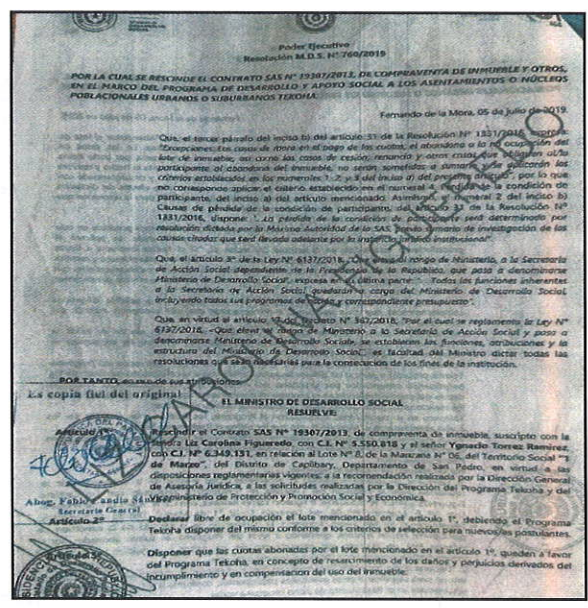 Poder Ejecutivo
Resolución M.D.S. N° 760/2019
POR LA CUAL SE RESCINDE EL CONTRATO SAS N° 19307/2013, DE COMPRAVENTA DE INMUEBLE Y OTROS,
EN EL MARCO DEL PROGRAMA DE DESARROLLO Y APOYO SOCIAL A LOS ASENTAMIENTOS O NÚCLEOS
POBLACIONALES URBANOS O SUBURBANOS TEKOHA.
Fernando de la Mora, 05 de julio de 2019.
Que, el tercer párrafo del inciso b) del artículo 31 de la Resolución N° 1331/2016,
"Excepciones: Los casos de mora en el pago de las cuotas, el abandono o la no ocupación del
lote de inmueble, así como los casos de cesión, renuncia y otros casos que
participante al abandono del inmueble, no serán sometidos a sumario, se aplicarán los
criterios establecidos en los numerales 1, 2, y 3 del inciso a) del presente artículo", por lo que
no corresponde aplicar el criterio establecido en el numeral 4, pérdida de la condición de
participante, del inciso a) del artículo mencionado. Asimismo, el numeral 2 del inciso b)
Causas de pérdida de la condición de participante, del artículo 31 de la Resolución N°
1331/2016, dispone: "...La pérdida de la condición de participante será determinado por
resolución dictada por la Máxima Autoridad de la SAS, previo sumario de investigación de las
causas citadas que será llevada adelante por la instancia institucional".
Que, el artículo 3° de la Ley N° 6137/2018, rango de Ministerio, a la Secretaría
de Acción Social dependiente de la Presidencia de la República, que pasa a denominarse
Ministerio de Desarrollo Social", expresa en su última parte: "...Todas las funciones inherentes
a la Secretaría de Acción Social quedarán a cargo del Ministerio de Desarrollo Social,
incluyendo todos sus programas de apoyo y correspondiente presupuesto".
Que, en virtud al artículo del Decreto N° 367/2018, "Por el cual se reglamenta la Ley N°
6137/2018, «Que eleva al rango de Ministerio a la Secretaría de Acción Social y pasa a
denominarse Ministerio de Desarrollo Social», se establecen las funciones, atribuciones y la
estructura del Ministerio de Desarrollo Social", es facultad del Ministro dictar todas las
resoluciones que sean necesarias para la consecución de los fines de la institución.
POR TANTO, en uso de sus atribuciones
Es copia fiel del original
EL MINISTRO DE DESARROLLO SOCIAL
RESUELVE:
Artículo 1° Rescindir el Contrato SAS N° 19307/2013, de compraventa de inmueble, suscripto con la
señora Liz Carolina Figueredo, con C.I. N° 5.550.818 y el señor Ygnacio Torrez Ramírez,
con C.I. N° 6.349.131, en relación al Lote N° 8, de la Manzana N° 06, del Territorio Social "1
de Marzo", del Distrito de Capiibary, Departamento de San Pedro, en virtud a las
disposiciones reglamentarias vigentes, a la recomendación realizada por la Dirección General
de Asesoría Jurídica, a las solicitudes realizadas por la Dirección del Programa Tekoha y del
Viceministerio de Protección y Promoción Social y Económica.
Secretario General
Artículo 2° Declarar libre de ocupación el lote mencionado en el artículo 1°, debiendo el Programa
Tekoha disponer del mismo conforme a los criterios de selección para nuevos/as postulantes.
Artículo 3° Disponer que las cuotas abonadas por el lote mencionado en el artículo 1°, queden a favor
del Programa Tekoha, en concepto de resarcimiento de los daños y perjuicios derivados del
incumplimiento y en compensación del uso del inmueble.
LIZ CAROLINA FIGUEREDO